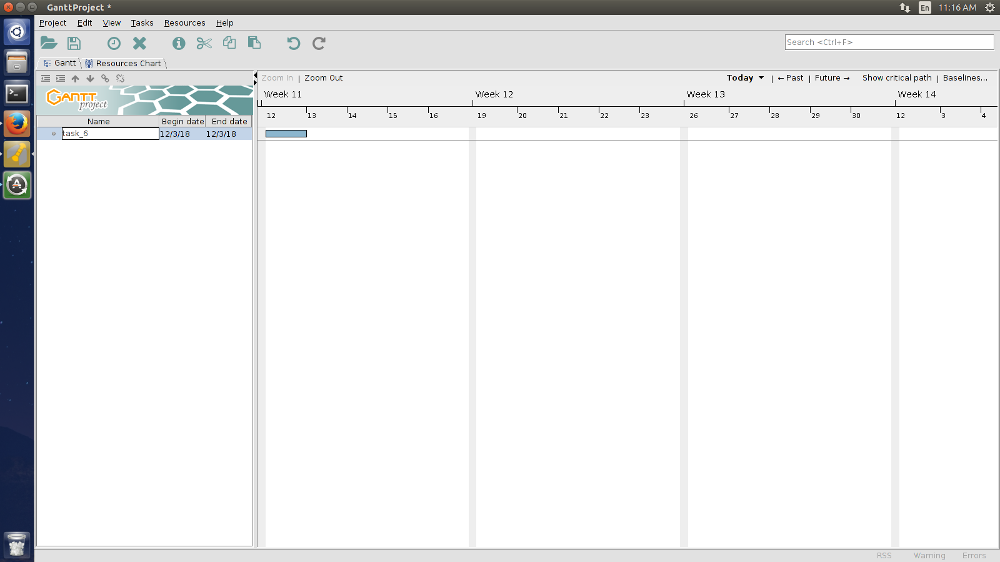 GanttProject *
En
11:16 AM
Project Edit View Tasks Resources Help
Search <Ctrl+F>
Gantt Resources Chart
Zoom In | Zoom Out
Today | ← Past | Future → Show critical path | Baselines...
GANTT
project
Week 11 Week 12 Week 13 Week 14
12 13 14 15 16 19 20 21 22 23 26 27 28 29 30 12 3 4
Name Begin date End date
task_6 12/3/18 12/3/18
RSS Warning Errors